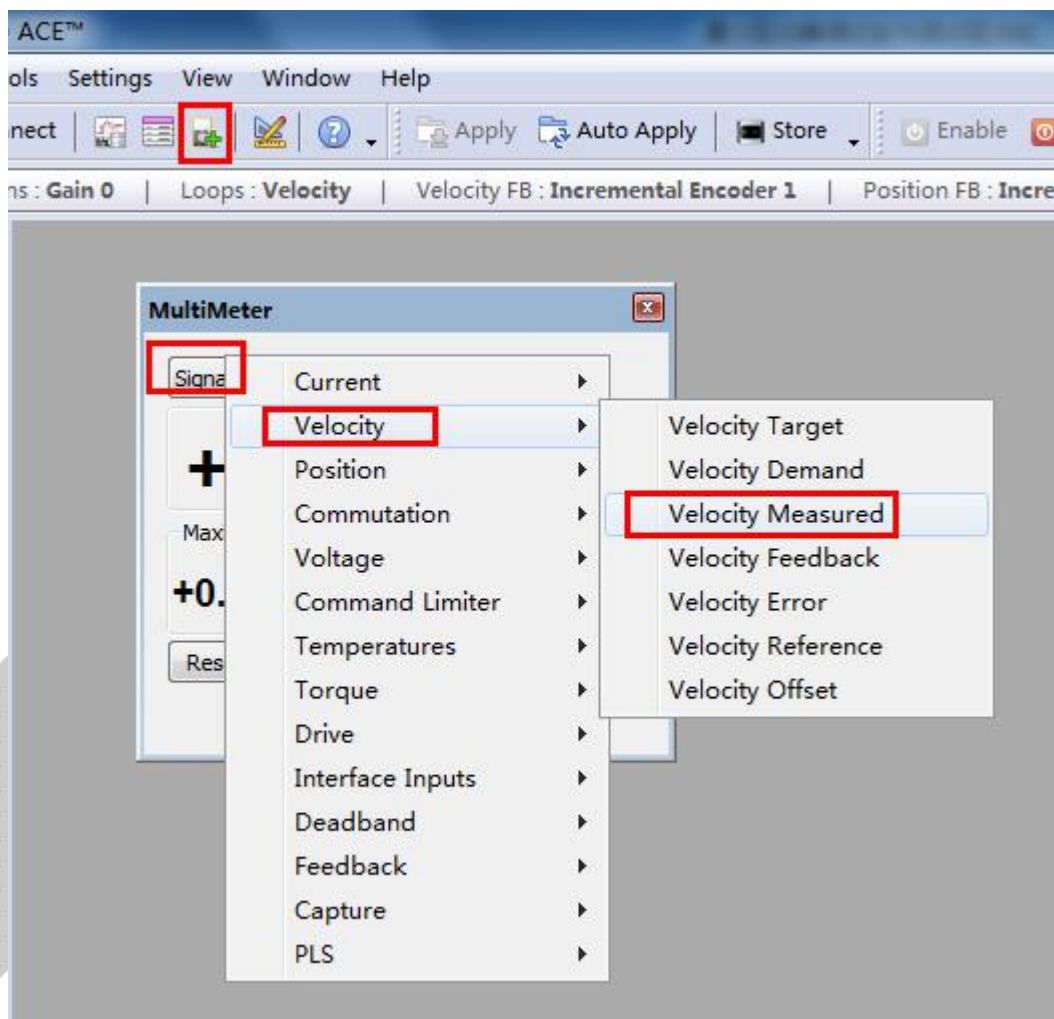 ACE™
ols Settings View Window Help
nnect Apply Auto Apply Store Enable
ns : Gain 0 | Loops : Velocity | Velocity FB : Incremental Encoder 1 | Position FB : Incre
MultiMeter
Signa
Current
Velocity
Position
Commutation
Voltage
Command Limiter
Temperatures
Torque
Drive
Interface Inputs
Deadband
Feedback
Capture
PLS
Velocity Target
Velocity Demand
Velocity Measured
Velocity Feedback
Velocity Error
Velocity Reference
Velocity Offset
+
Max
+0.
Res